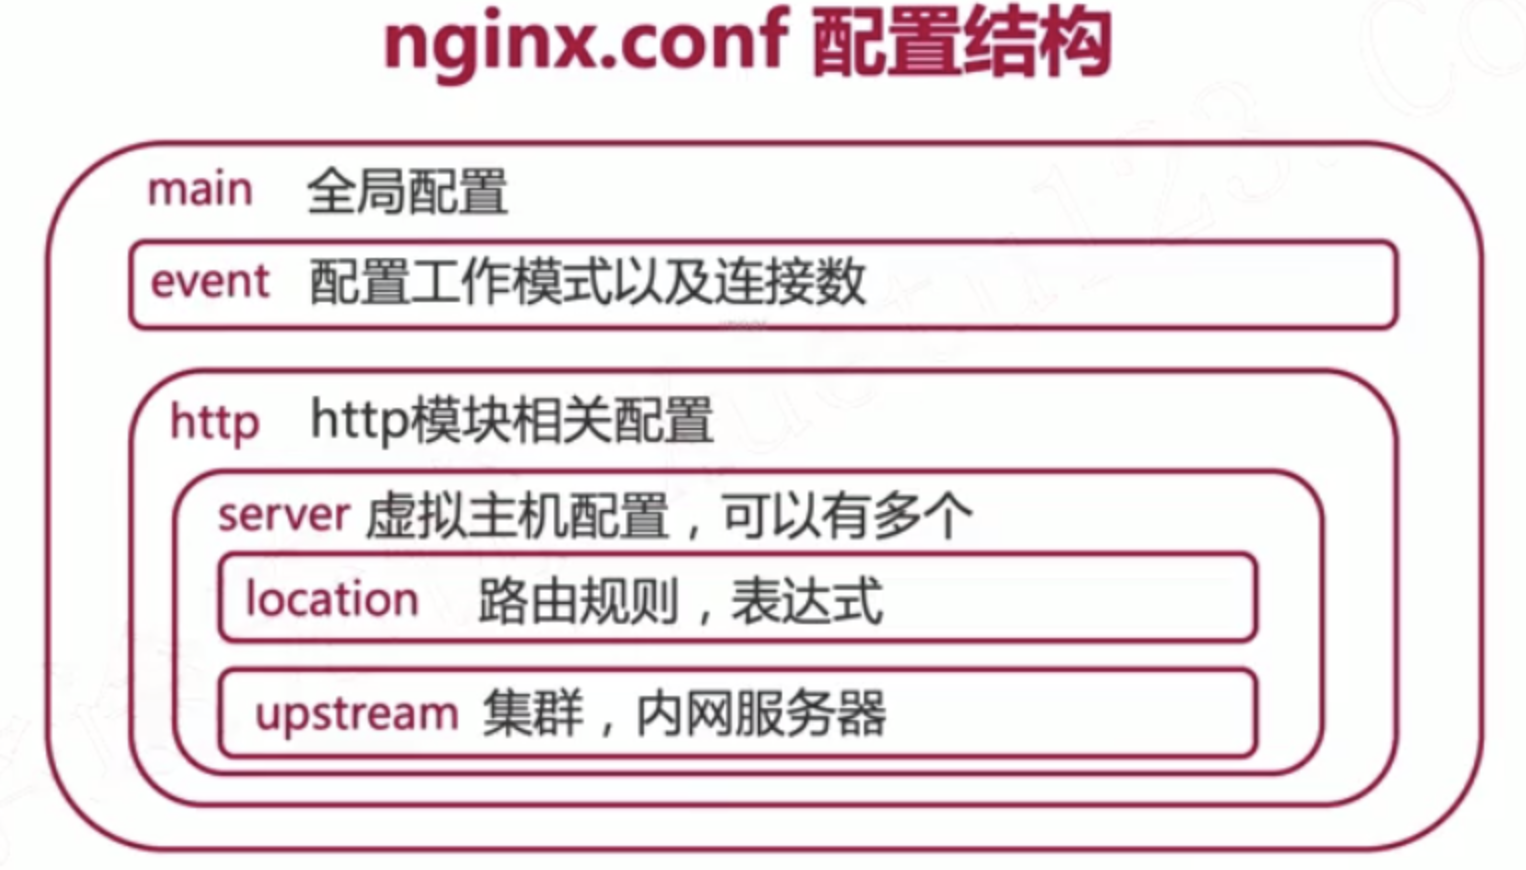 nginx.conf 配置结构
main 全局配置
event 配置工作模式以及连接数
http http模块相关配置
server 虚拟主机配置，可以有多个
location 路由规则，表达式
upstream 集群，内网服务器